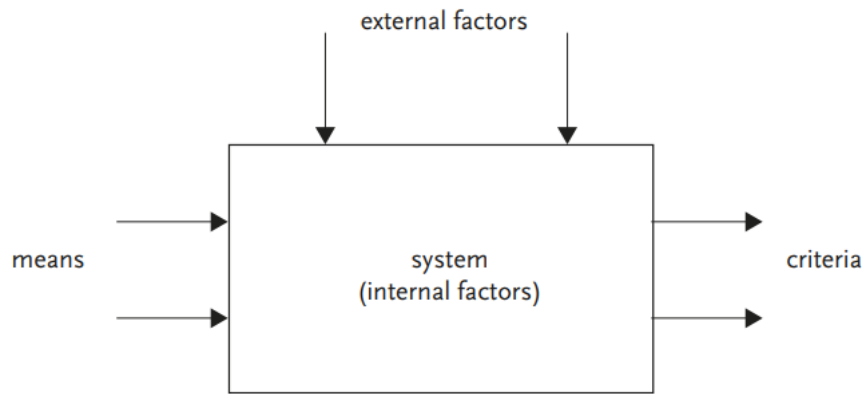 external factors
means
system
(internal factors)
criteria